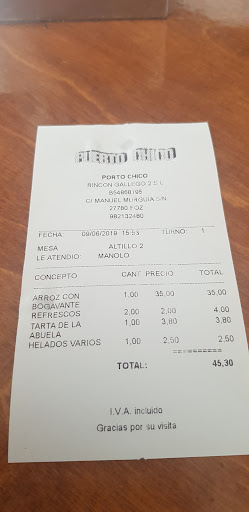 PUERTO CHICO
PORTO CHICO
RINCON GALLEGO 2 S L
C/ MANUEL MURGUIA S/N
27780 FOZ
982132460
FECHA 09/06/2019 15:53 TURNO: 1
MESA ALTILLO 2
LE ATENDIO: MANOLO
CONCEPTO CANT PRECIO TOTAL
ARROZ CON 1,00 35,00 35,00
BOGAVANTE
REFRESCOS 2,00 2,00 4,00
TARTA DE LA 1,00 3,80 3,80
ABUELA
HELADOS VARIOS 1,00 2,50 2,50
==========
TOTAL: 45,30
I.V.A. incluido
Gracias por su visita